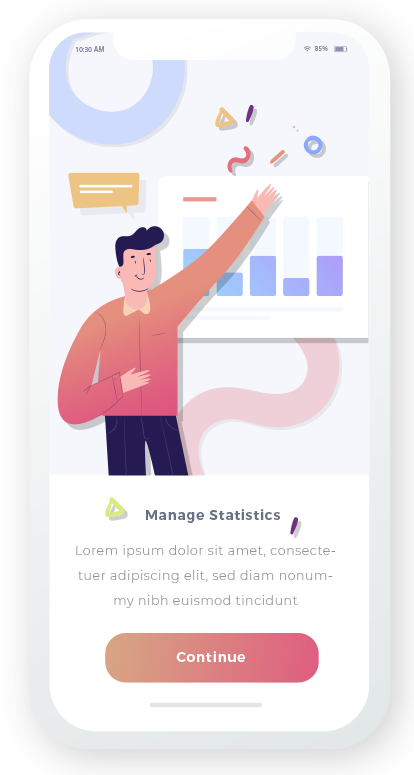 10:30 AM 85%
Manage Statistics
Lorem ipsum dolor sit amet, consecte-
tuer adipiscing elit, sed diam nonum-
my nibh euismod tincidunt
Continue